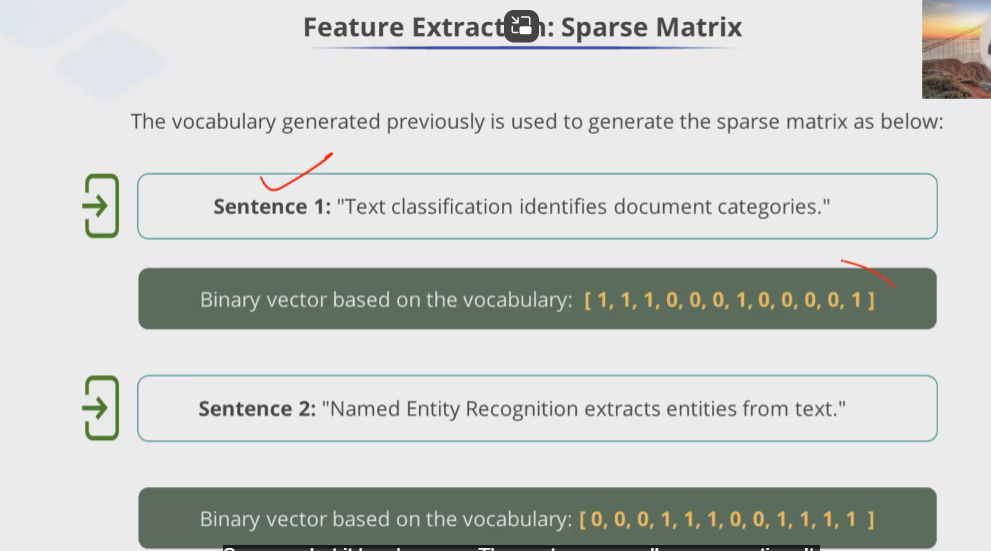 Feature Extract n: Sparse Matrix
The vocabulary generated previously is used to generate the sparse matrix as below:
Sentence 1: "Text classification identifies document categories."
Binary vector based on the vocabulary: [ 1, 1, 1, 0, 0, 0, 1, 0, 0, 0, 0, 1 ]
Sentence 2: "Named Entity Recognition extracts entities from text."
Binary vector based on the vocabulary: [ 0, 0, 0, 1, 1, 1, 0, 0, 1, 1, 1, 1 ]